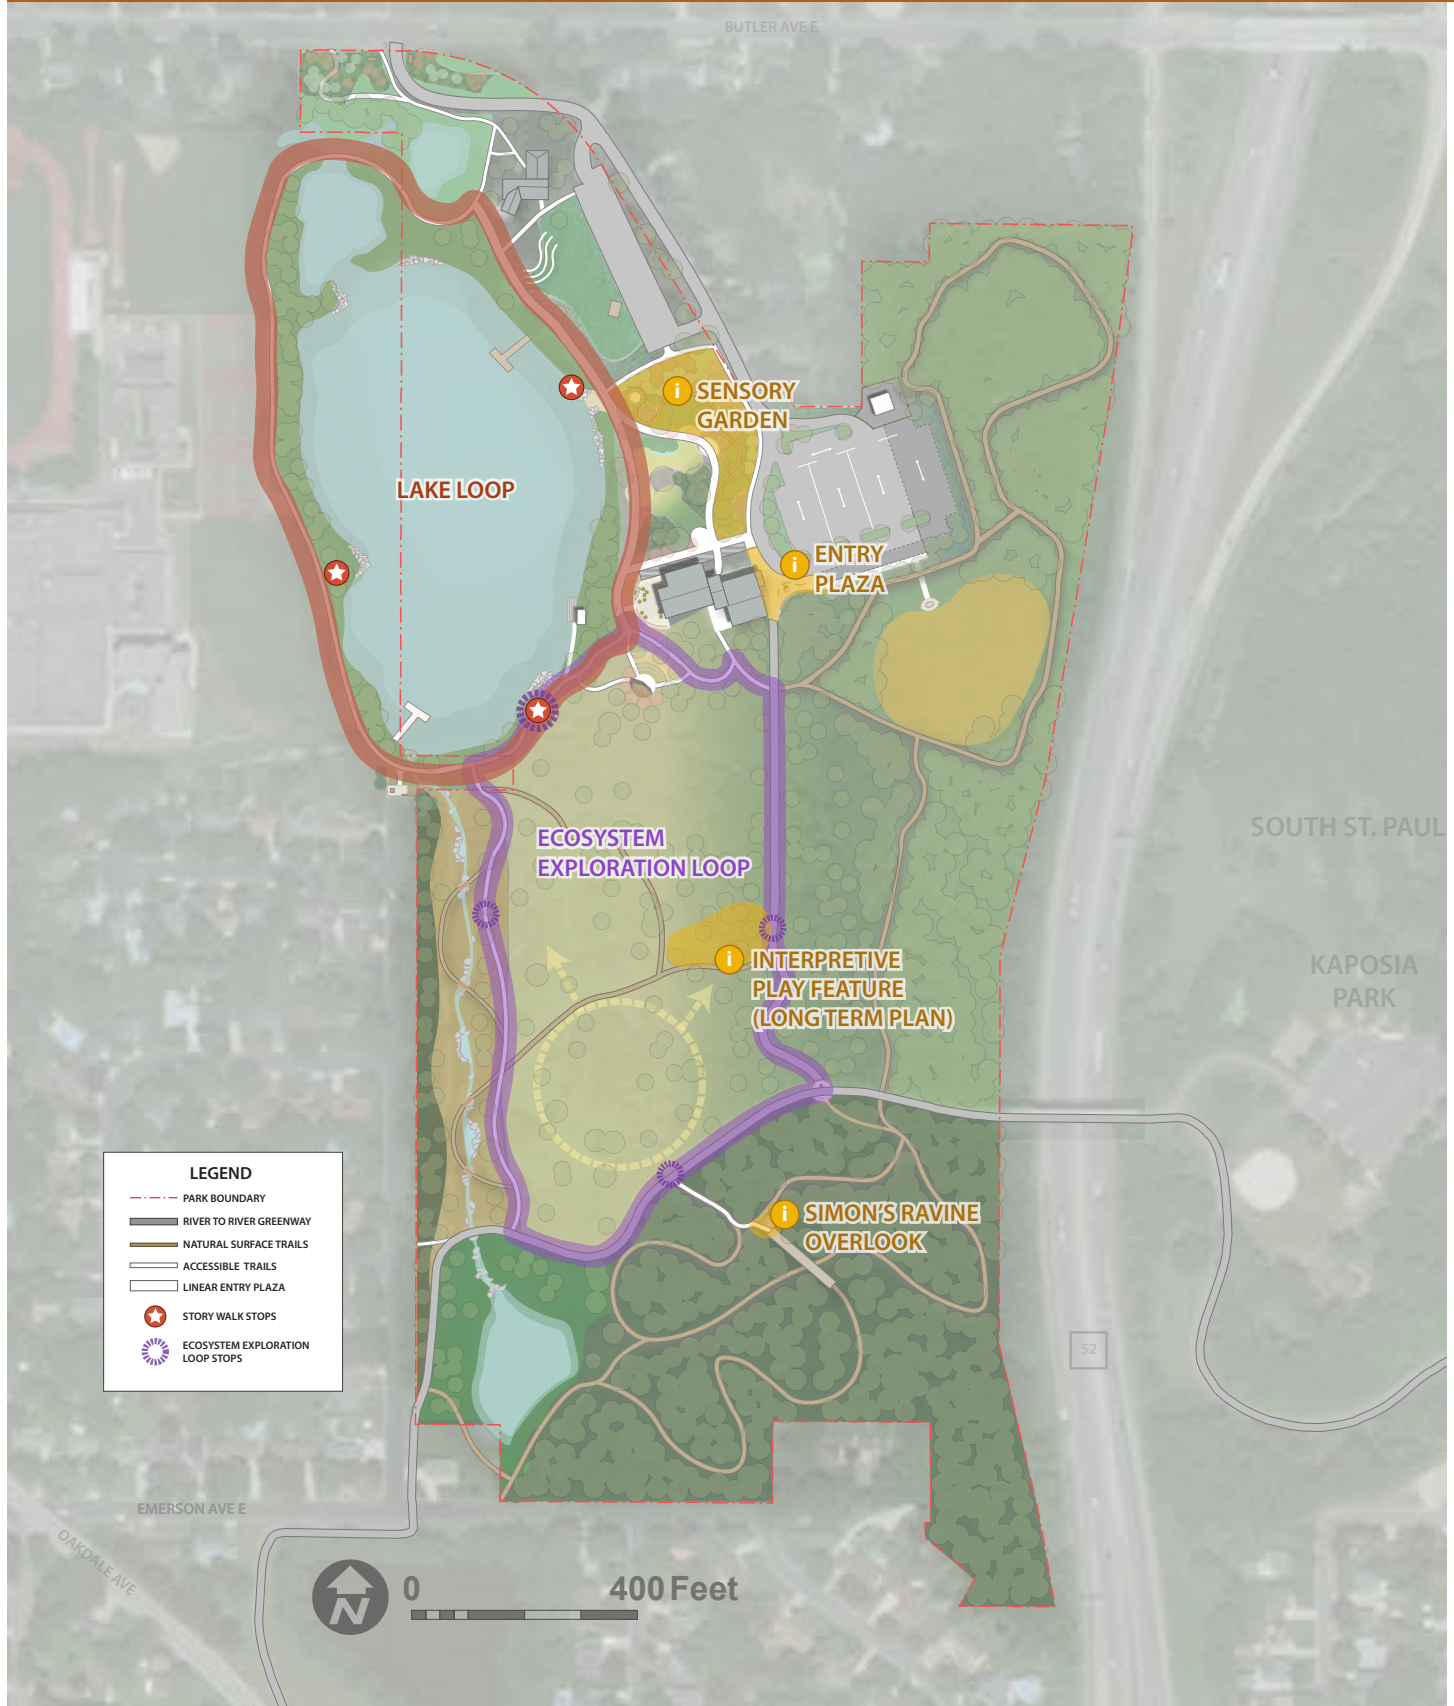 BUTLER AVE E
i SENSORY
GARDEN
LAKE LOOP
i ENTRY
PLAZA
ECOSYSTEM
EXPLORATION LOOP
SOUTH ST. PAUL
i INTERPRETIVE
PLAY FEATURE
(LONG TERM PLAN)
KAPOSIA
PARK
LEGEND
PARK BOUNDARY
RIVER TO RIVER GREENWAY
NATURAL SURFACE TRAILS
ACCESSIBLE TRAILS
LINEAR ENTRY PLAZA
STORY WALK STOPS
ECOSYSTEM EXPLORATION
LOOP STOPS
i SIMON'S RAVINE
OVERLOOK
52
EMERSON AVE E
OAKDALE AVE
N
0 400 Feet